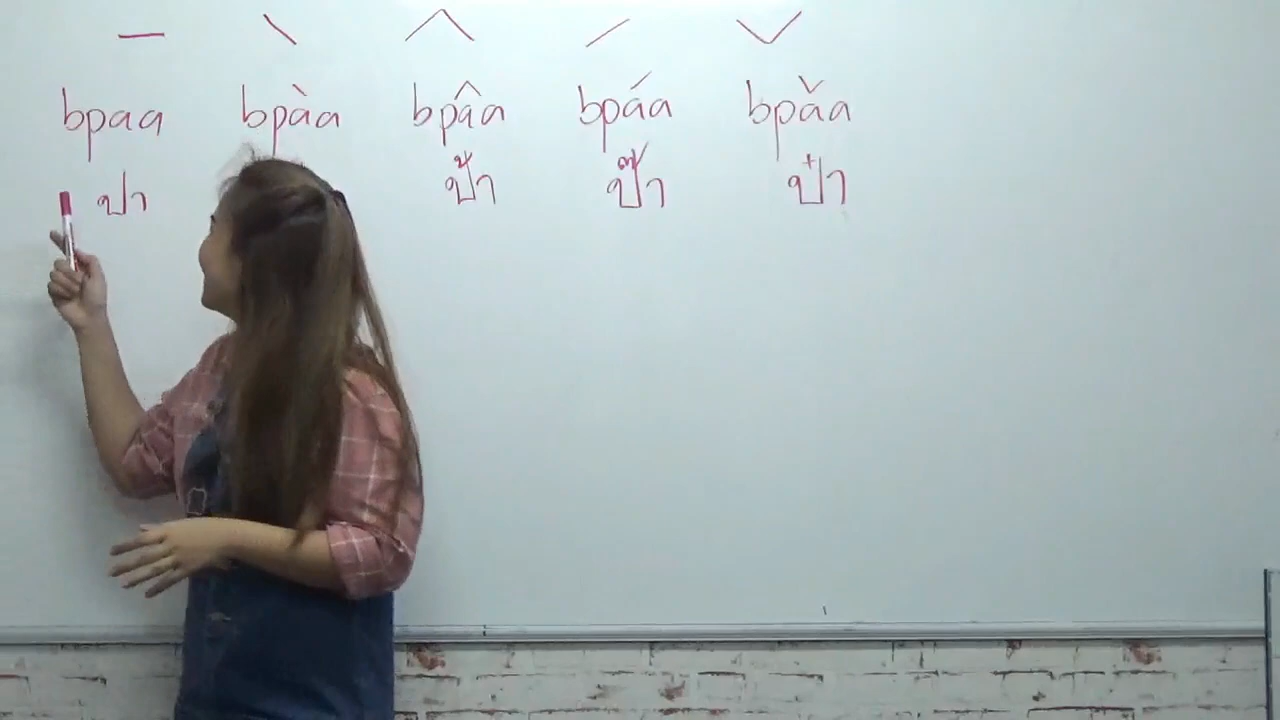 — \ ∧ / ∨
bpaa bpàa bpâa bpáa bpǎa
ปา ป้า ป๊า ป๋า